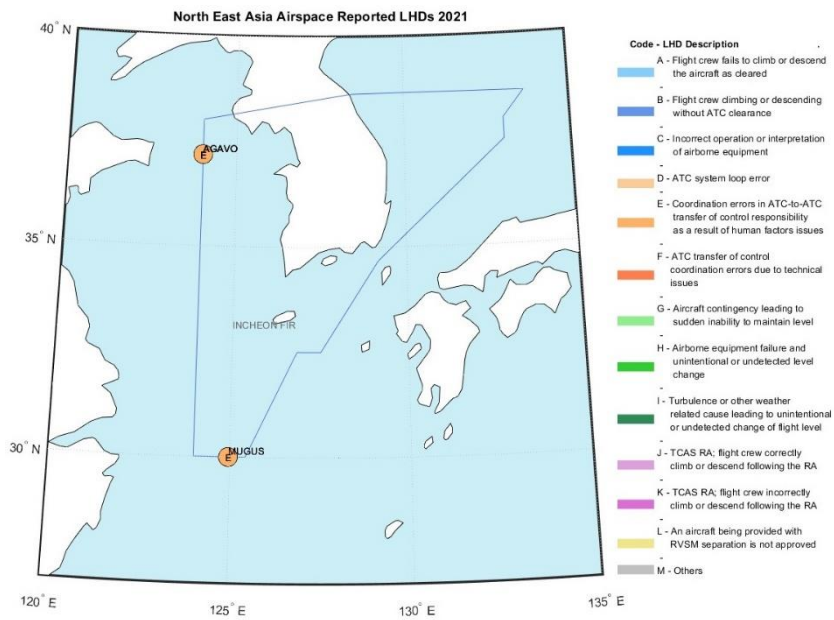 North East Asia Airspace Reported LHDs 2021
40° N
35° N
30° N
120° E
125° E
130° E
135° E
E
AGAVO
INCHEON FIR
E
MUGUS
Code - LHD Description
A - Flight crew fails to climb or descend
the aircraft as cleared
B - Flight crew climbing or descending
without ATC clearance
C - Incorrect operation or interpretation
of airborne equipment
D - ATC system loop error
E - Coordination errors in ATC-to-ATC
transfer of control responsibility
as a result of human factors issues
F - ATC transfer of control
coordination errors due to technical
issues
G - Aircraft contingency leading to
sudden inability to maintain level
H - Airborne equipment failure and
unintentional or undetected level
change
I - Turbulence or other weather
related cause leading to unintentional
or undetected change of flight level
J - TCAS RA; flight crew correctly
climb or descend following the RA
K - TCAS RA; flight crew incorrectly
climb or descend following the RA
L - An aircraft being provided with
RVSM separation is not approved
M - Others